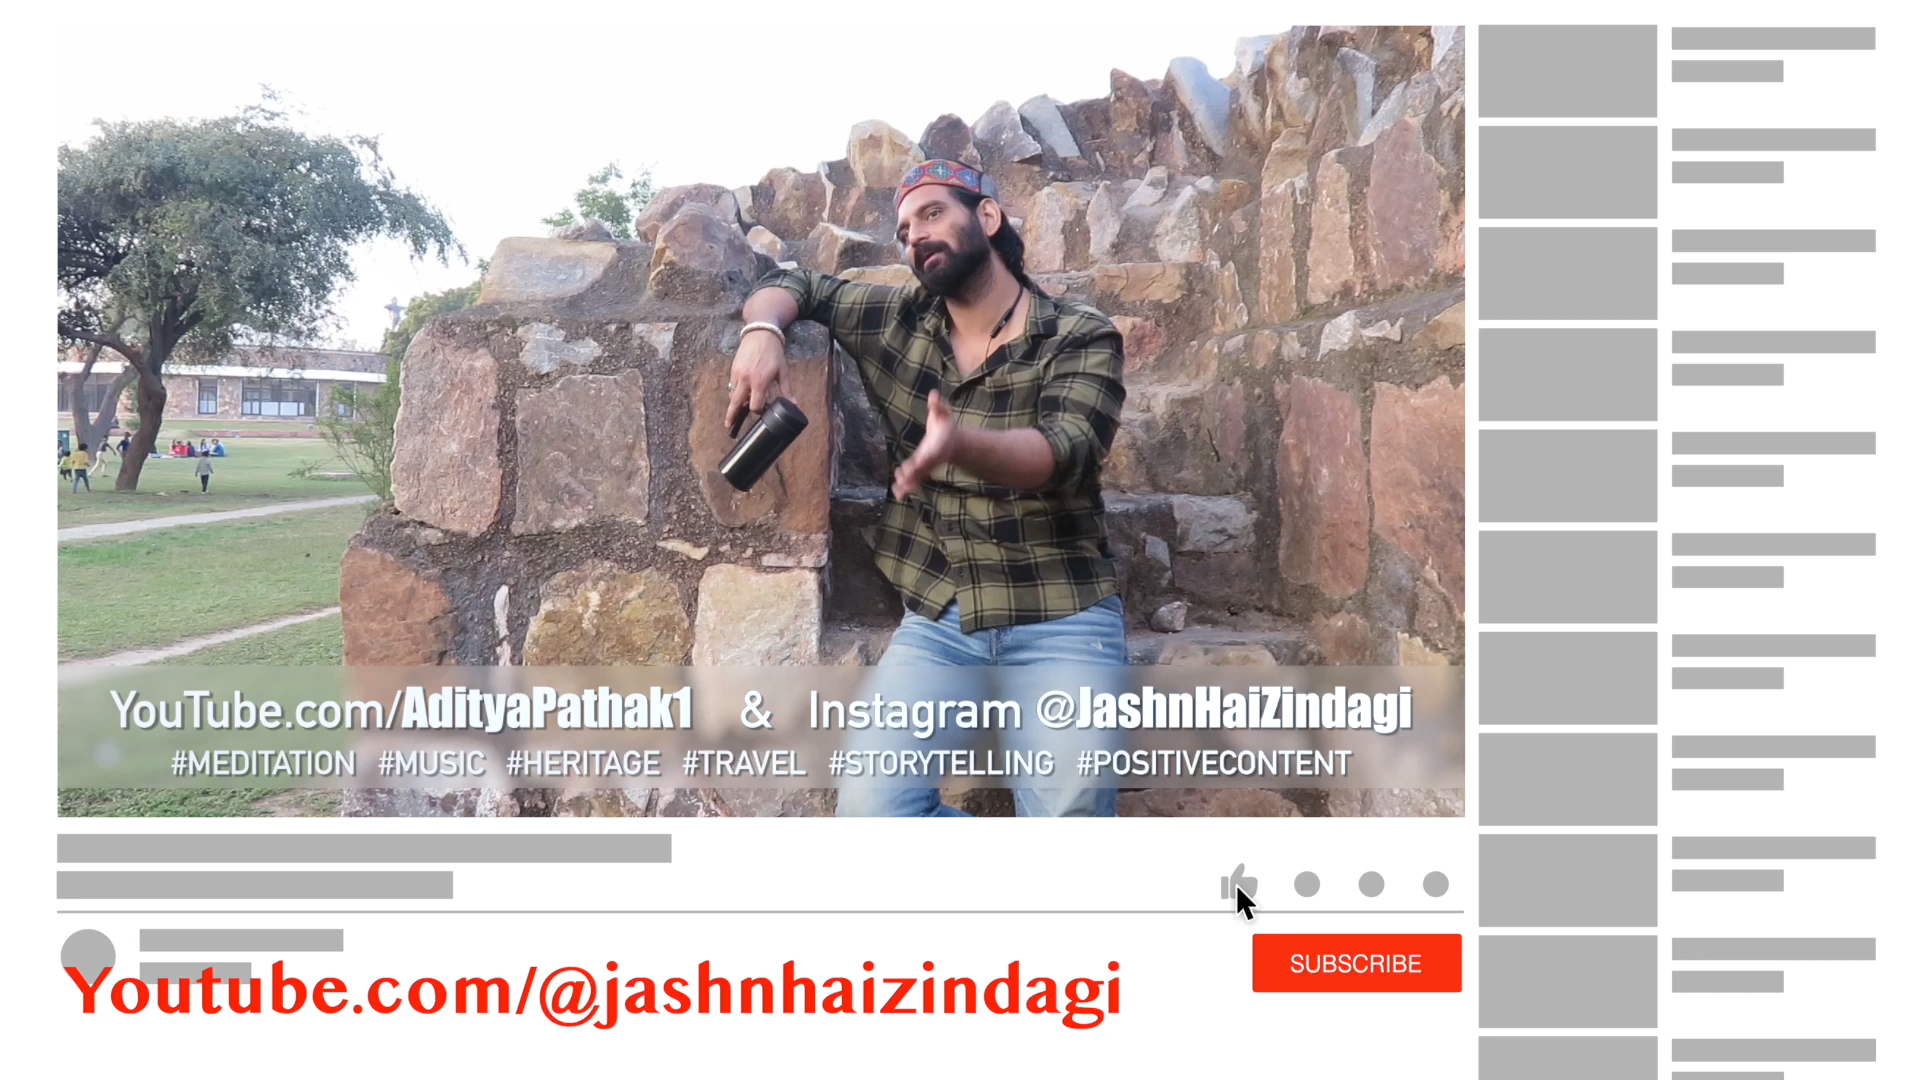 YouTube.com/AdityaPathak1 & Instagram @JashnHaiZindagi
#MEDITATION #MUSIC #HERITAGE #TRAVEL #STORYTELLING #POSITIVECONTENT
SUBSCRIBE
Youtube.com/@jashnhaizindagi